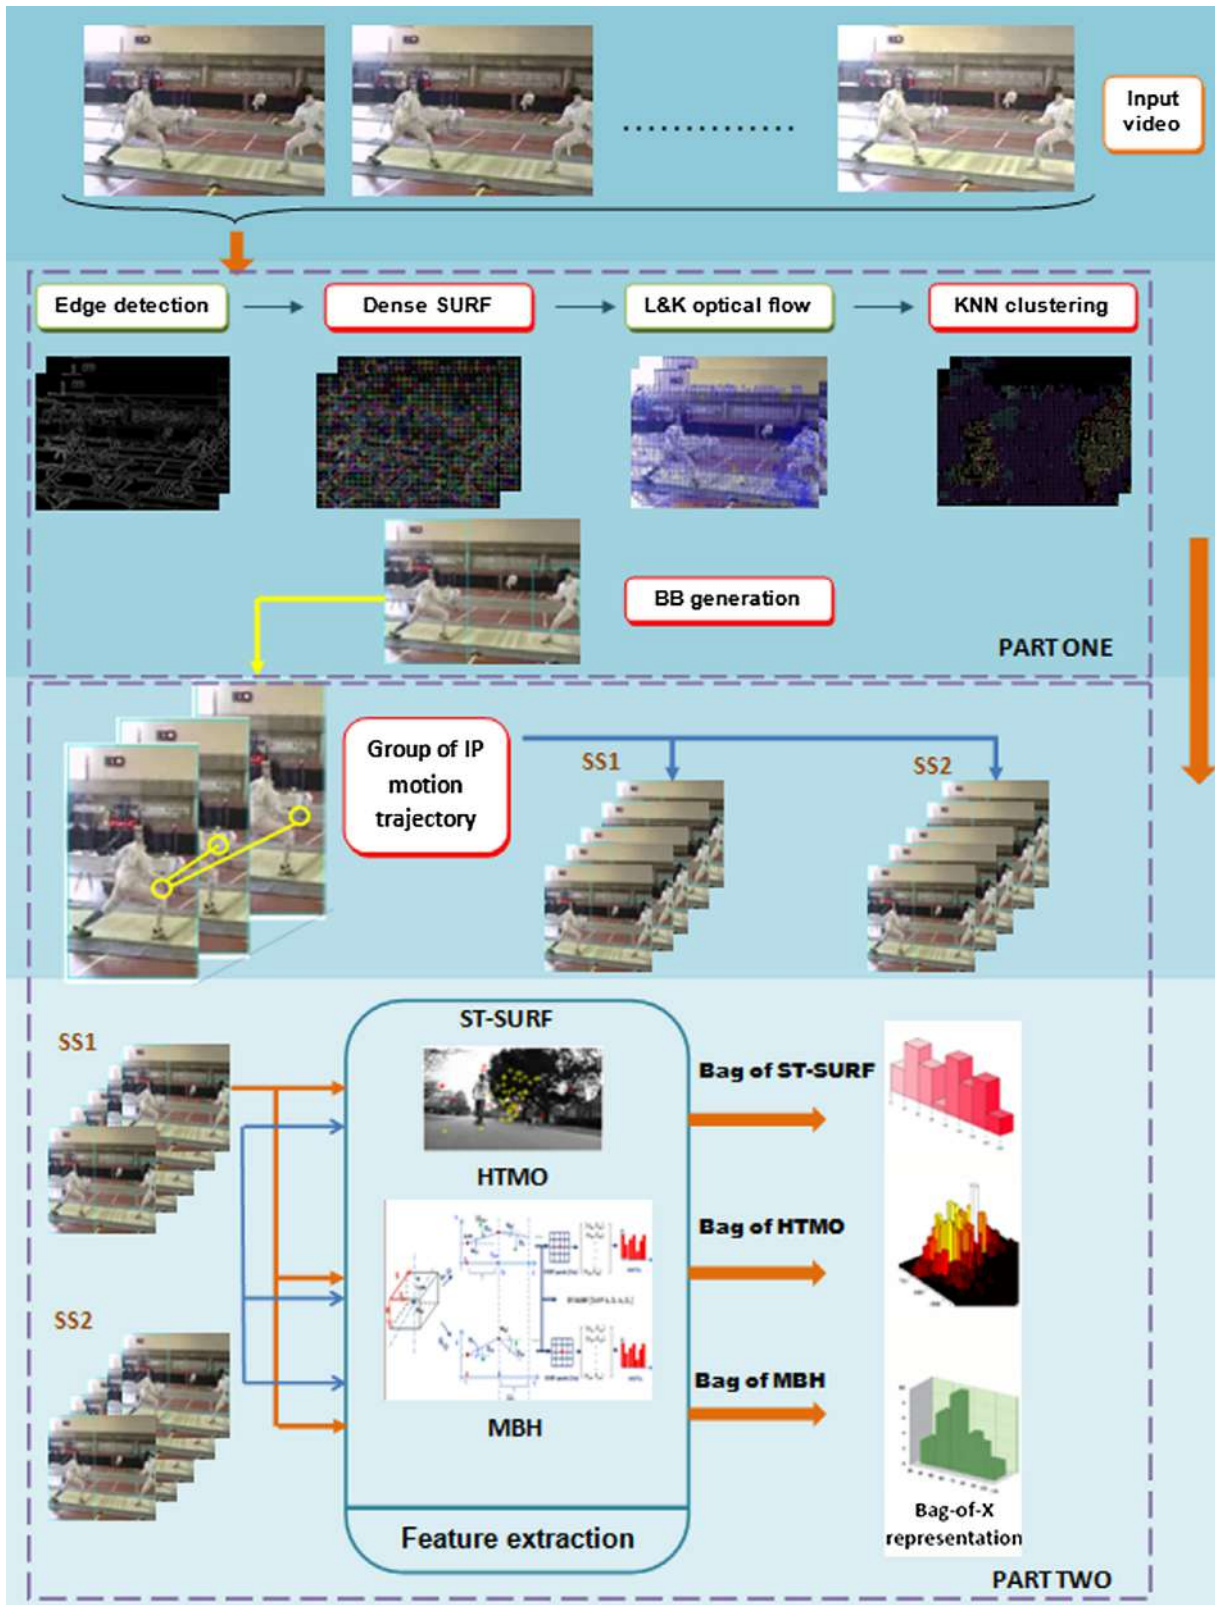 Input
video
Edge detection
Dense SURF
L&K optical flow
KNN clustering
BB generation
PART ONE
Group of IP
motion
trajectory
SS1
SS2
SS1
SS2
ST-SURF
HTMO
MBH
Feature extraction
Bag of ST-SURF
Bag of HTMO
Bag of MBH
Bag-of-X
representation
PART TWO